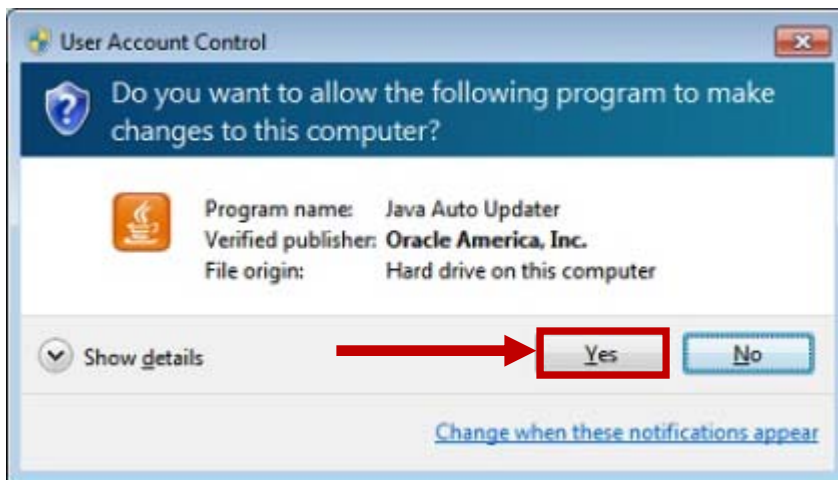 User Account Control
Do you want to allow the following program to make
changes to this computer?
Program name: Java Auto Updater
Verified publisher: Oracle America, Inc.
File origin: Hard drive on this computer
Show details
Yes
No
Change when these notifications appear